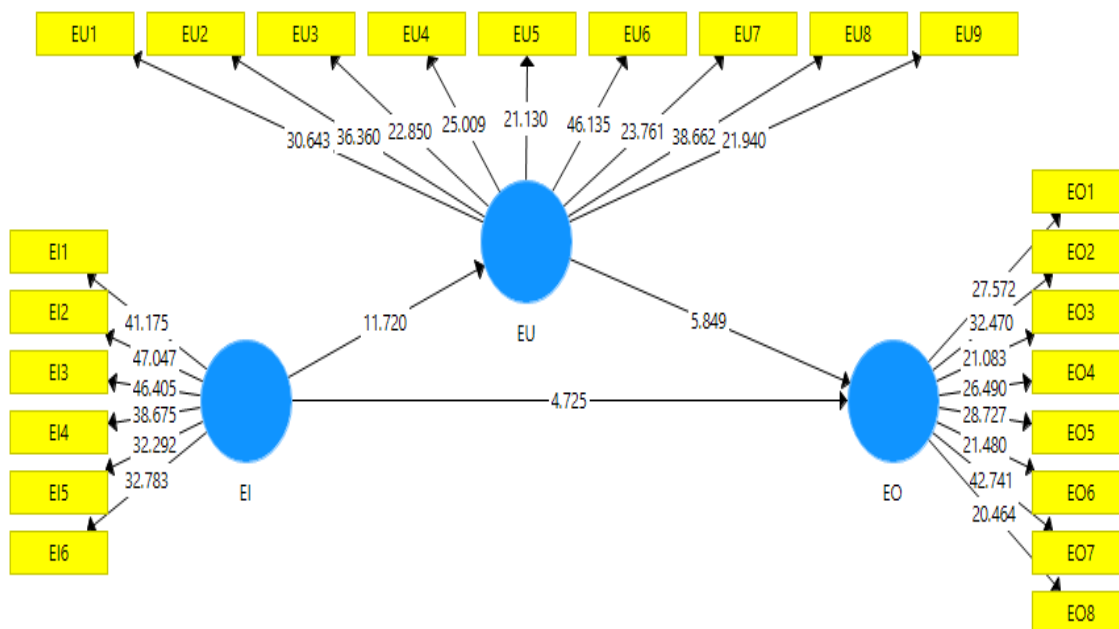 EU1 EU2 EU3 EU4 EU5 EU6 EU7 EU8 EU9
30.643 36.360 22.850 25.009 21.130 46.135 23.761 38.662 21.940
EI1
EI2
EI3
EI4
EI5
EI6
41.175
47.047
46.405
38.675
32.292
32.783
EI
11.720
EU
5.849
4.725
EO
27.572
32.470
21.083
26.490
28.727
21.480
42.741
20.464
EO1
EO2
EO3
EO4
EO5
EO6
EO7
EO8